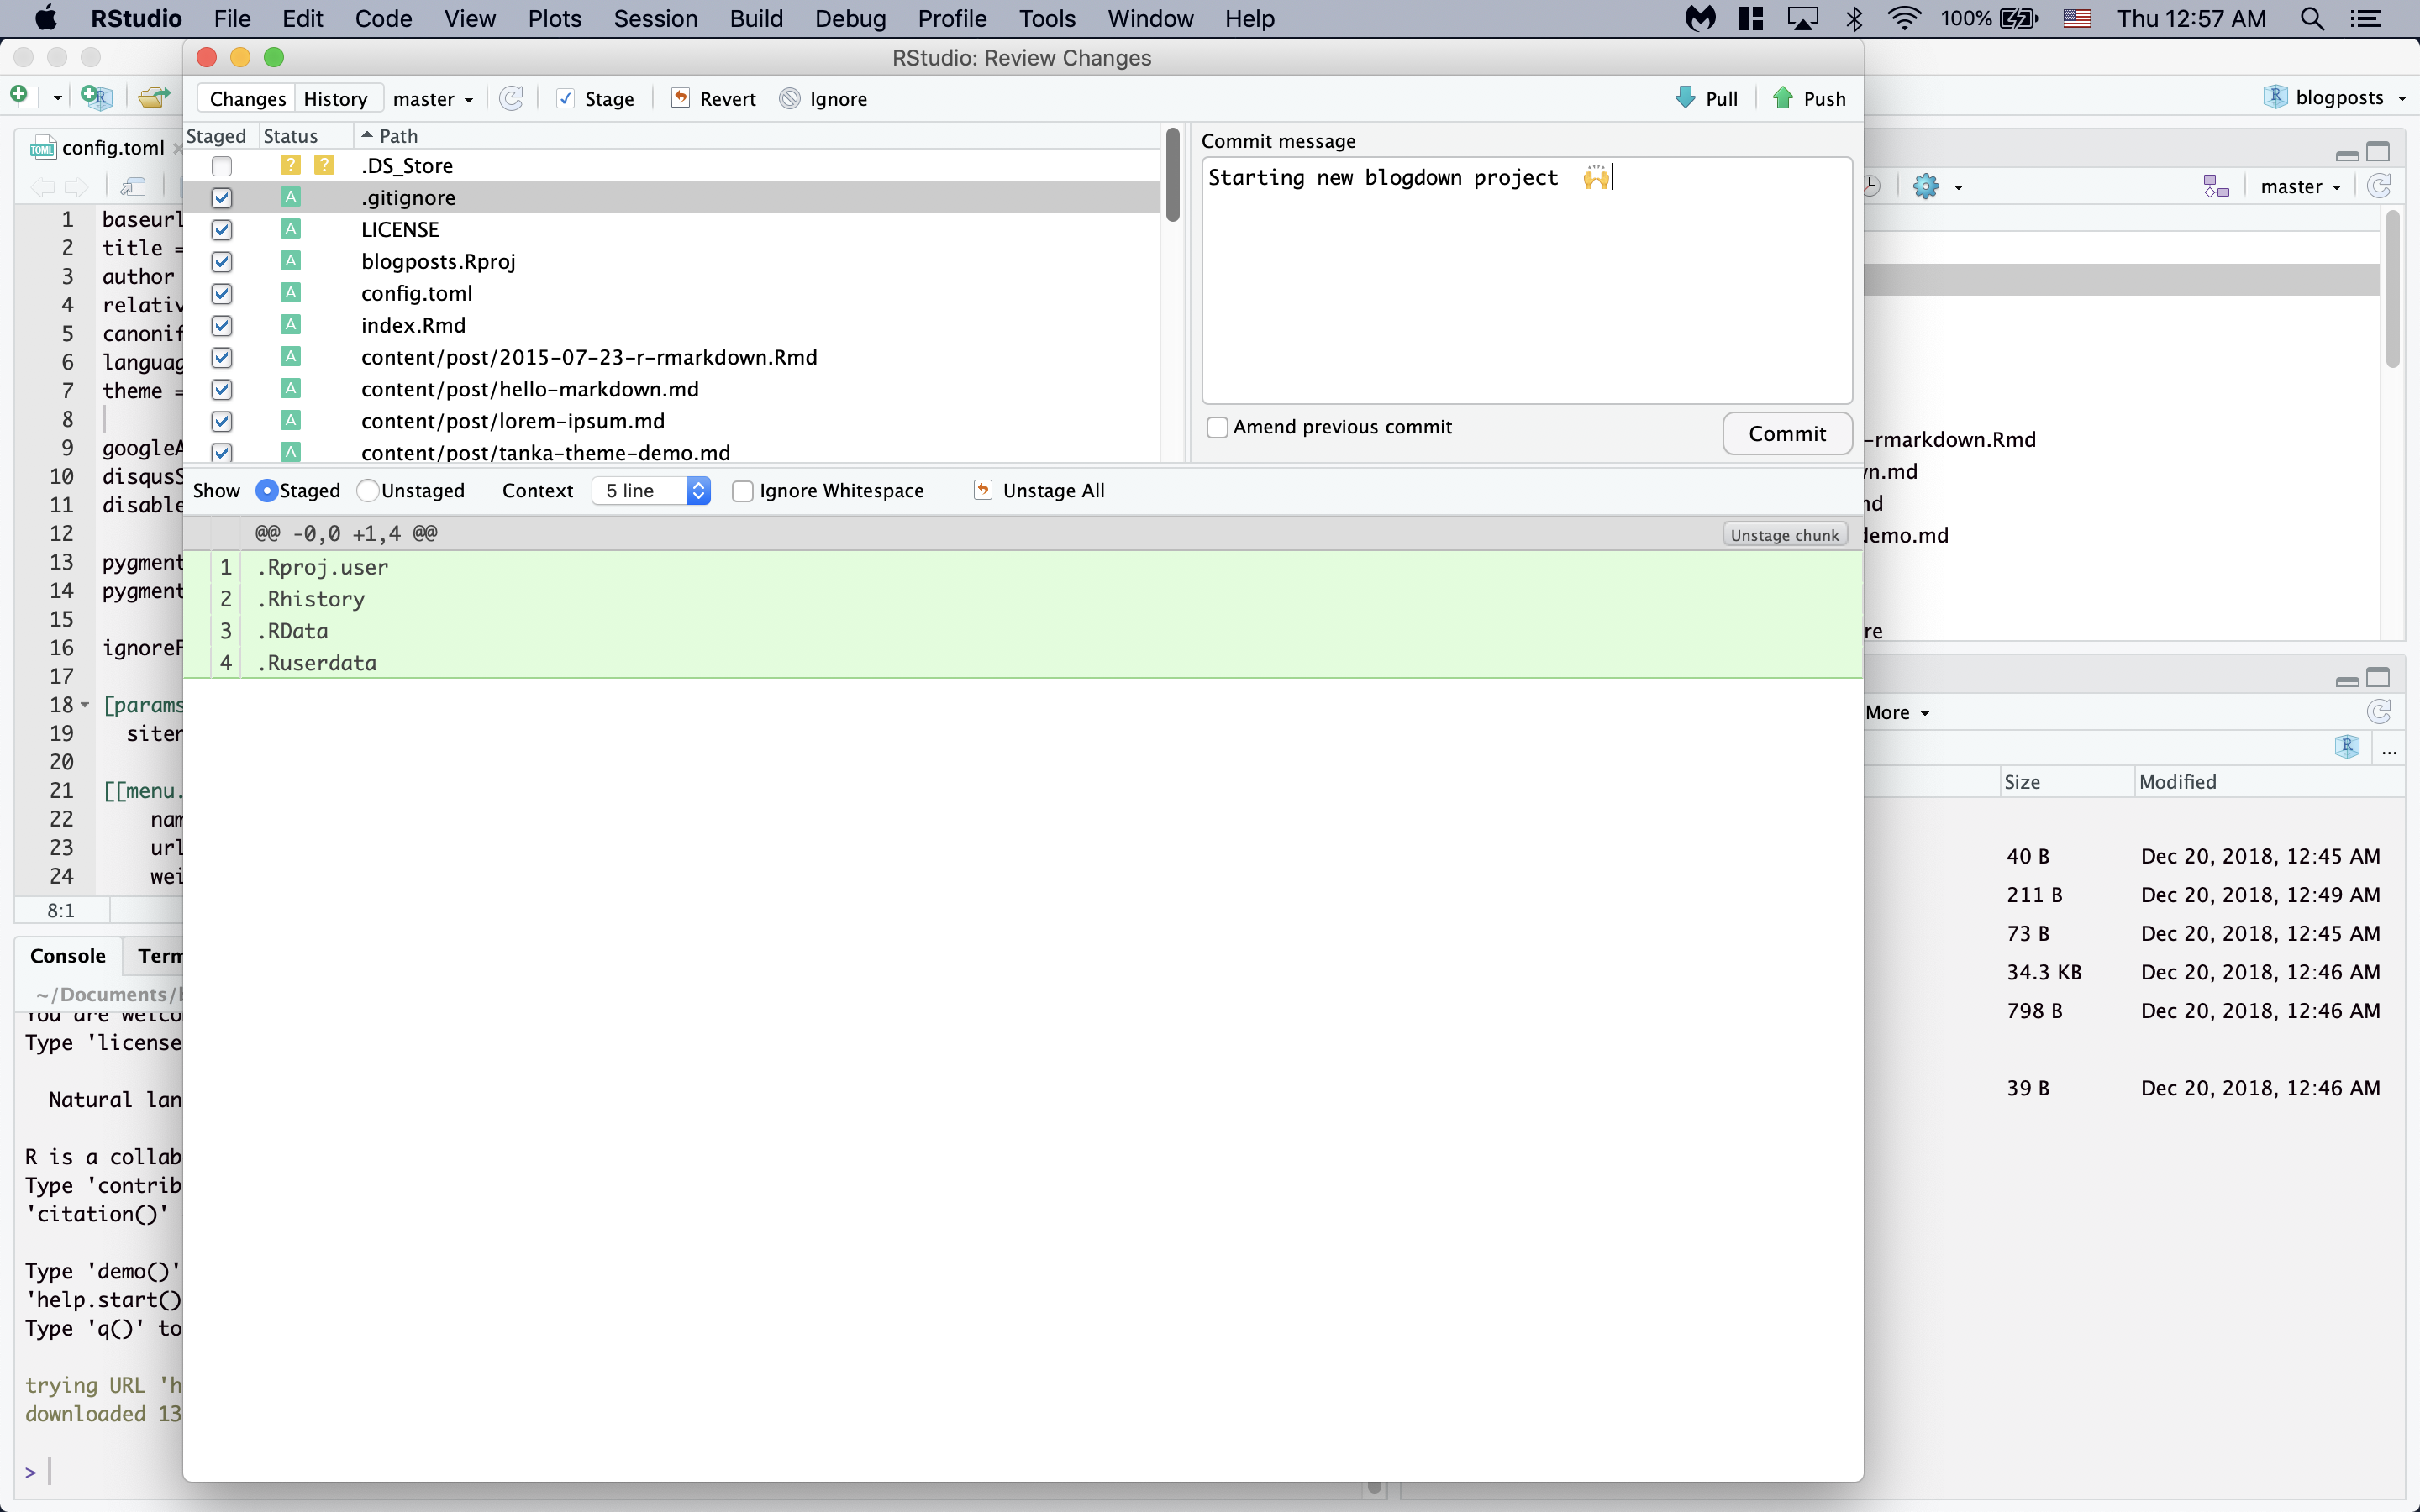 RStudio File Edit Code View Plots Session Build Debug Profile Tools Window Help 100% Thu 12:57 AM
RStudio: Review Changes
Changes History master Stage Revert Ignore Pull Push
blogposts
Staged Status Path
.DS_Store
A .gitignore
A LICENSE
A blogposts.Rproj
A config.toml
A index.Rmd
A content/post/2015-07-23-r-rmarkdown.Rmd
A content/post/hello-markdown.md
A content/post/lorem-ipsum.md
A content/post/tanka-theme-demo.md
Commit message
Starting new blogdown project 🙌
Amend previous commit
Commit
Show Staged Unstaged Context 5 line Ignore Whitespace Unstage All
@@ -0,0 +1,4 @@ Unstage chunk
1 .Rproj.user
2 .Rhistory
3 .RData
4 .Ruserdata
TOML config.toml
1 baseurl
2 title =
3 author
4 relativ
5 canonif
6 languag
7 theme =
8
9 googleA
10 disqusS
11 disable
12
13 pygment
14 pygment
15
16 ignoreF
17
18 [params
19 siter
20
21 [[menu.
22 nam
23 url
24 wei
8:1
Console Term
~/Documents/b
You are welco
Type 'license
Natural lan
R is a collab
Type 'contrib
'citation()'
Type 'demo()'
'help.start()
Type 'q()' to
trying URL 'h
downloaded 13
>
master
-rmarkdown.Rmd
n.md
md
demo.md
re
More
R ...
Size Modified
40 B Dec 20, 2018, 12:45 AM
211 B Dec 20, 2018, 12:49 AM
73 B Dec 20, 2018, 12:45 AM
34.3 KB Dec 20, 2018, 12:46 AM
798 B Dec 20, 2018, 12:46 AM
39 B Dec 20, 2018, 12:46 AM